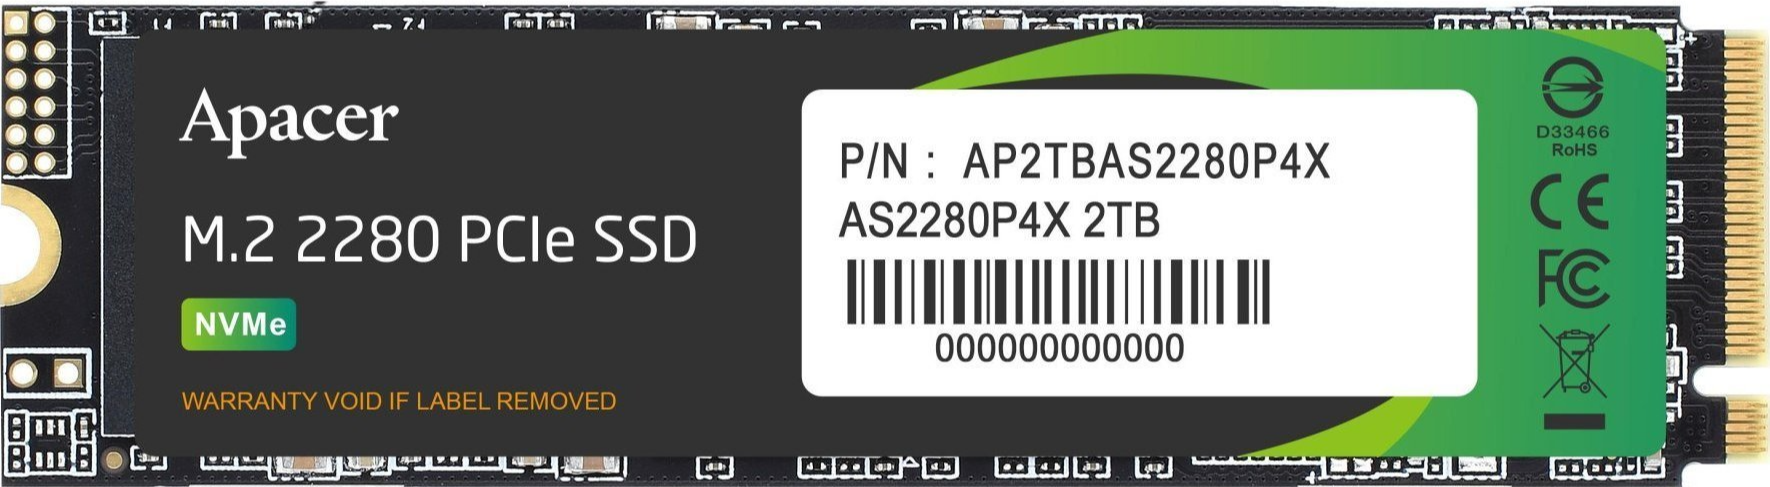 Apacer
M.2 2280 PCIe SSD
NVMe
WARRANTY VOID IF LABEL REMOVED
P/N : AP2TBAS2280P4X
AS2280P4X 2TB
000000000000
D33466
RoHS
CE
FC